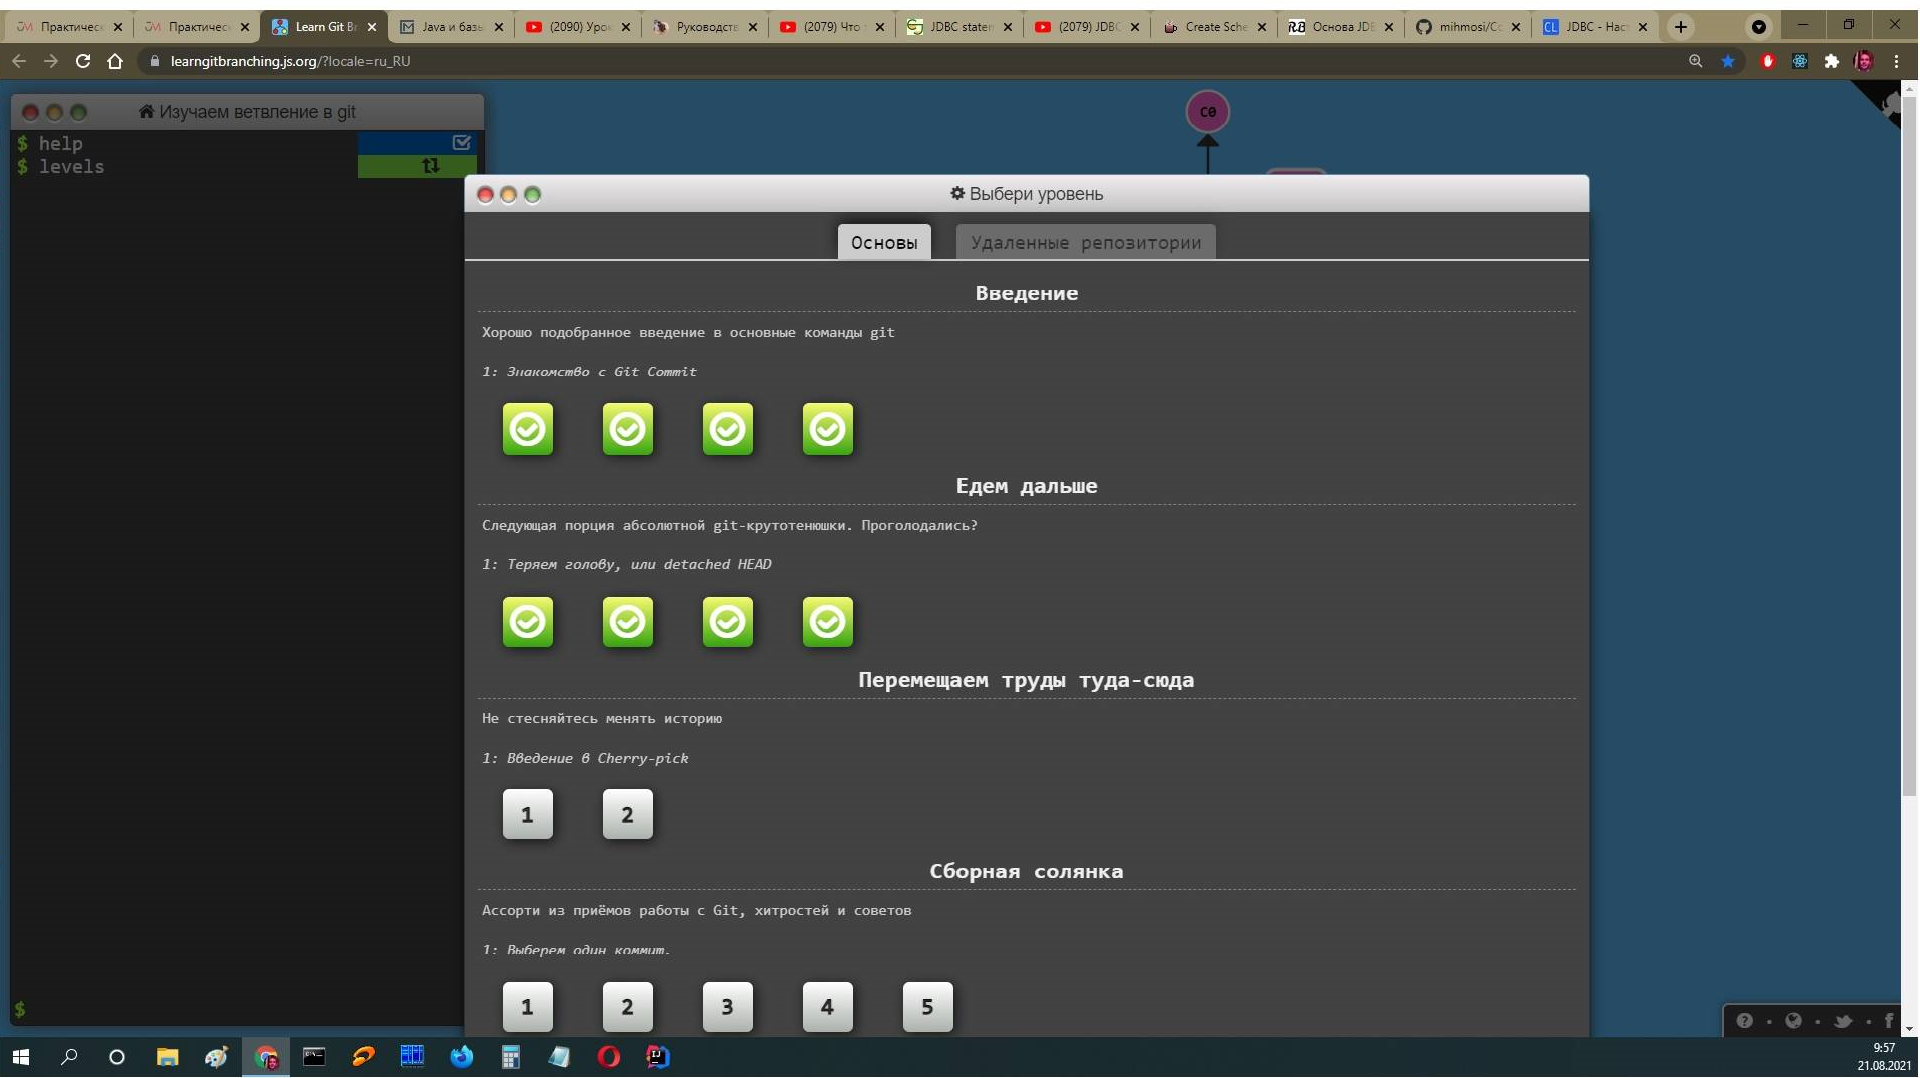 Практичес
Практичес
Learn Git Br
Java и базы
(2090) Урок
Руководств
(2079) Что
JDBC statem
(2079) JDBC
Create Sche
Основа JDB
mihmosi/Co
CL JDBC - Наст
learngitbranching.js.org/?locale=ru_RU
Изучаем ветвление в git
$ help
$ levels
$
C0
Выбери уровень
Основы
Удаленные репозитории
Введение
Хорошо подобранное введение в основные команды git
1: Знакомство с Git Commit
Едем дальше
Следующая порция абсолютной git-крутотенюшки. Проголодались?
1: Теряем голову, или detached HEAD
Перемещаем труды туда-сюда
Не стесняйтесь менять историю
1: Введение в Cherry-pick
1 2
Сборная солянка
Ассорти из приёмов работы с Git, хитростей и советов
1: Выберем один коммит.
1 2 3 4 5
9:57
21.08.2021